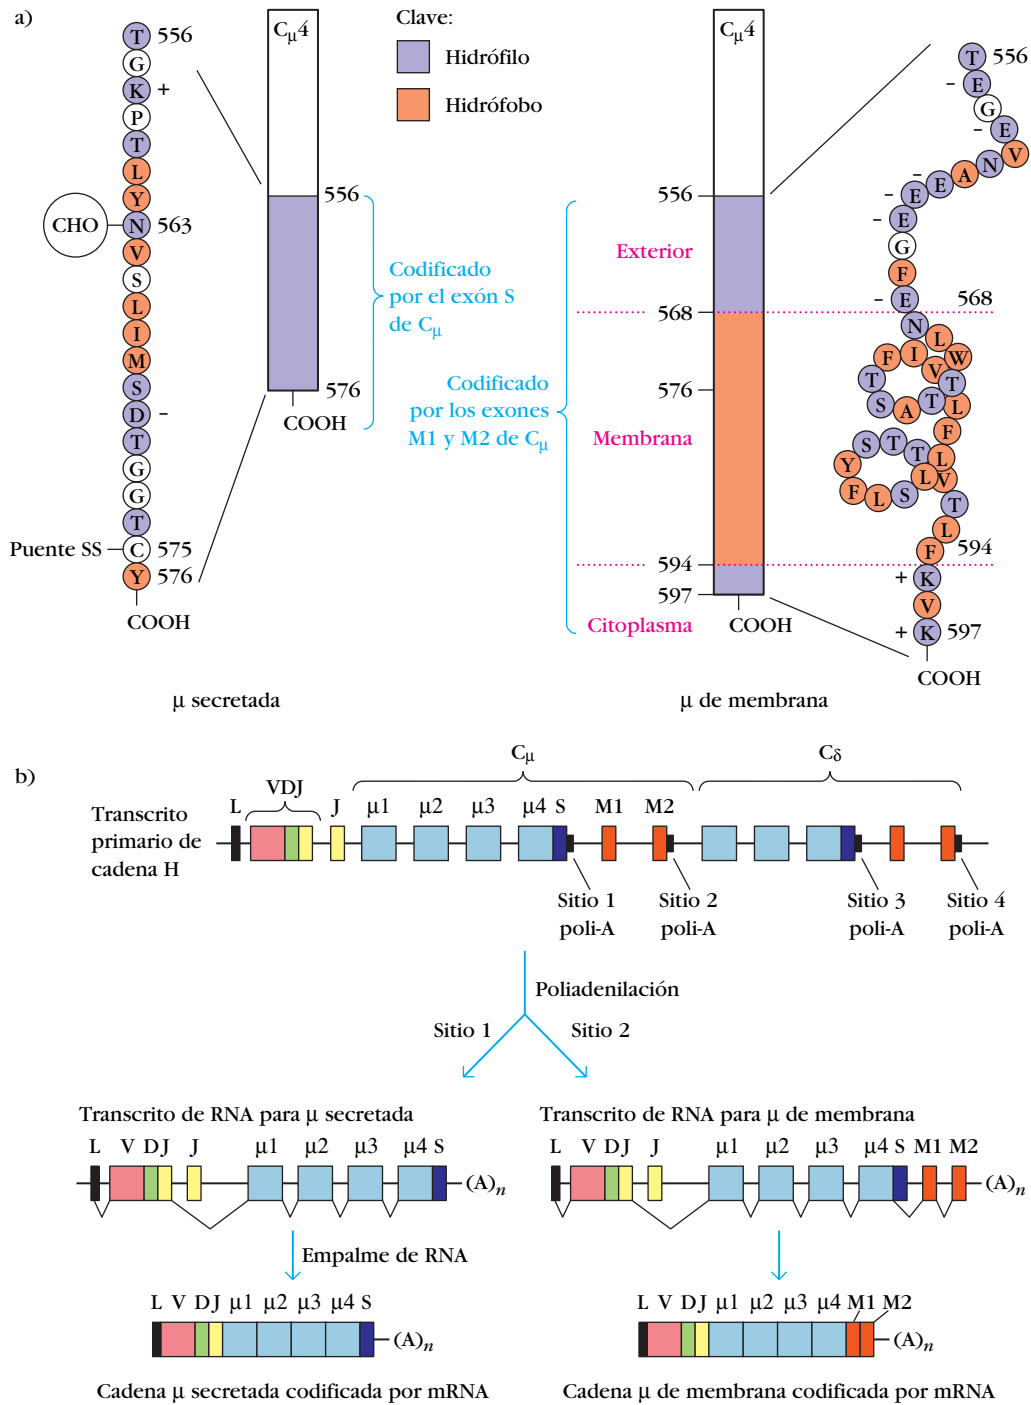 a)
T 556
G
K +
P
T
L
Y
CHO N 563
V
S
L
I
M
S
D –
T
G
G
T
Puente SS C 575
Y 576
COOH
Cμ4
556
576
COOH
Codificado
por el exón S
de Cμ
Clave:
Hidrófilo
Hidrófobo
Codificado
por los exones
M1 y M2 de Cμ
Cμ4
556
Exterior
568
576
Membrana
594
597
Citoplasma
COOH
T 556
– E
G
– E
V
N
A
E
– E
– E
G
F
– E 568
N
L
W
I
F
V
T
T
S
A
T
T
L
F
S
T
T
L
Y
F
L
S
L
V
T
L
F 594
+ K
V
+ K 597
COOH
μ secretada
μ de membrana
b)
Cμ
Cδ
L VDJ J μ1 μ2 μ3 μ4 S M1 M2
Transcrito
primario de
cadena H
Sitio 1
poli-A
Sitio 2
poli-A
Sitio 3
poli-A
Sitio 4
poli-A
Poliadenilación
Sitio 1
Sitio 2
Transcrito de RNA para μ secretada
L V DJ J μ1 μ2 μ3 μ4 S
(A)n
Empalme de RNA
L V DJ μ1 μ2 μ3 μ4 S
(A)n
Cadena μ secretada codificada por mRNA
Transcrito de RNA para μ de membrana
L V DJ J μ1 μ2 μ3 μ4 S M1 M2
(A)n
L V DJ μ1 μ2 μ3 μ4 M1 M2
(A)n
Cadena μ de membrana codificada por mRNA